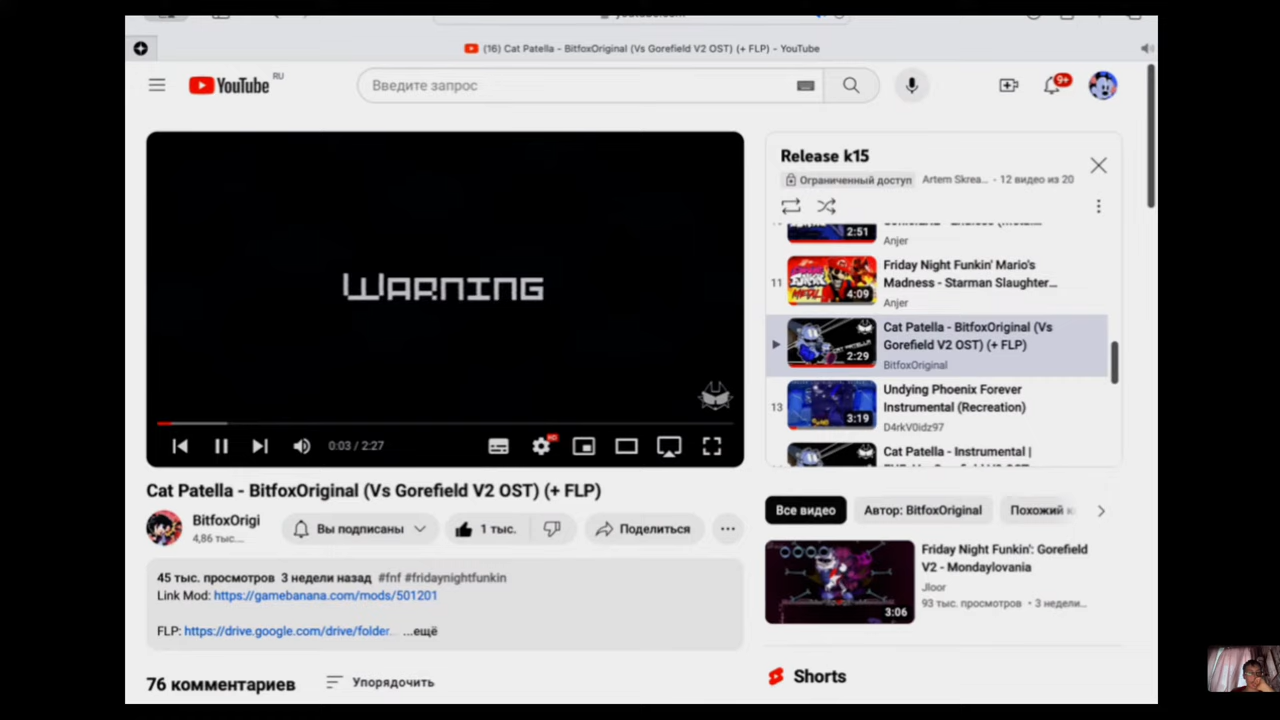 (16) Cat Patella - BitfoxOriginal (Vs Gorefield V2 OST) (+ FLP) - YouTube
YouTube RU
Введите запрос
9+
WARNING
0:03 / 2:27
HD
Release k15
Ограниченный доступ Artem Skrea... - 12 видео из 20
2:51
Anjer
11
4:09
Friday Night Funkin' Mario's
Madness - Starman Slaughter...
Anjer
2:29
Cat Patella - BitfoxOriginal (Vs
Gorefield V2 OST) (+ FLP)
BitfoxOriginal
13
3:19
Undying Phoenix Forever
Instrumental (Recreation)
D4rkV0idz97
Cat Patella - Instrumental |
Cat Patella - BitfoxOriginal (Vs Gorefield V2 OST) (+ FLP)
BitfoxOrigi
4,86 тыс...
Вы подписаны
1 тыс.
Поделиться
45 тыс. просмотров 3 недели назад #fnf #fridaynightfunkin
Link Mod: https://gamebanana.com/mods/501201
FLP: https://drive.google.com/drive/folder... ...ещё
76 комментариев
Упорядочить
Все видео
Автор: BitfoxOriginal
3:06
Friday Night Funkin': Gorefield
V2 - Mondaylovania
Jloor
93 тыс. просмотров • 3 недели...
Shorts